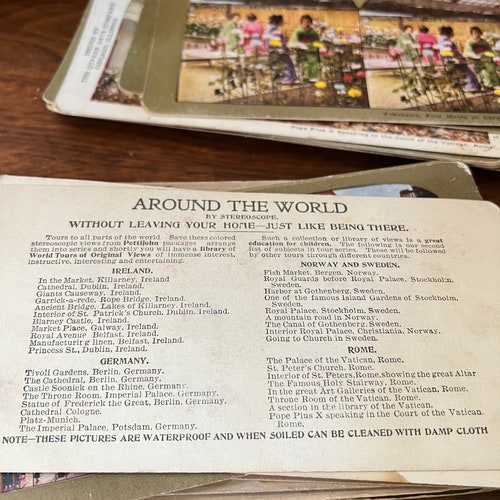 Yokohama,
Pope Pius X Speaking in the Court of the Vatican, Rome
AROUND THE WORLD
BY STEREOSCOPE.
WITHOUT LEAVING YOUR HOME—JUST LIKE BEING THERE.
Tours to all parts of the world. Save these colored
stereoscopic views from Pettijohn packages arrange
them into series and shortly you will have a library of
World Tours of Original Views of immense interest,
instructive, interesting and entertaining.
IRELAND.
In the Market, Killarney, Ireland
Cathedral, Dublin, Ireland
Giants Causeway, Ireland
Garrick-a-rede, Rope Bridge, Ireland
Ancient Bridge, Lakes of Killarney, Ireland
Interior of St. Patrick's Church, Dublin, Ireland
Blarney Castle, Ireland
Market Place, Galway, Ireland
Royal Avenue Belfast, Ireland
Manufacturing linen, Belfast, Ireland
Princess St., Dublin, Ireland.
GERMANY.
Tivoli Gardens, Berlin, Germany.
The Cathedral, Berlin, Germany.
Castle Soonick on the Rhine, Germany.
The Throne Room, Imperial Palace, Germany.
Statue of Frederick the Great, Berlin, Germany.
Cathedral Cologne.
Platz-Munich.
The Imperial Palace, Potsdam, Germany.
Such a collection or library of views is a great
education for children. The following is our second
list of subjects in our series. These will be followed
by other tours through different countries.
NORWAY AND SWEDEN.
Fish Market, Bergen, Norway.
Royal Guards before Royal Palace, Stockholm,
Sweden.
Harbor at Gothenberg, Sweden.
One of the famous Island Gardens of Stockholm,
Sweden.
Royal Palace, Stockholm, Sweden.
A mountain road in Norway.
The Canal of Gothenberg, Sweden.
Interior Royal Palace, Christiania, Norway.
Going to Church in Sweden.
ROME.
The Palace of the Vatican, Rome.
St. Peter's Church, Rome.
Interior of St. Peters, Rome, showing the great Altar
The Famous Holy Stairway, Rome.
In the great Art Galleries of the Vatican, Rome.
Throne Room of the Vatican, Rome.
A section in the library of the Vatican.
Pope Pius X speaking in the Court of the Vatican,
Rome.
NOTE—THESE PICTURES ARE WATERPROOF AND WHEN SOILED CAN BE CLEANED WITH DAMP CLOTH